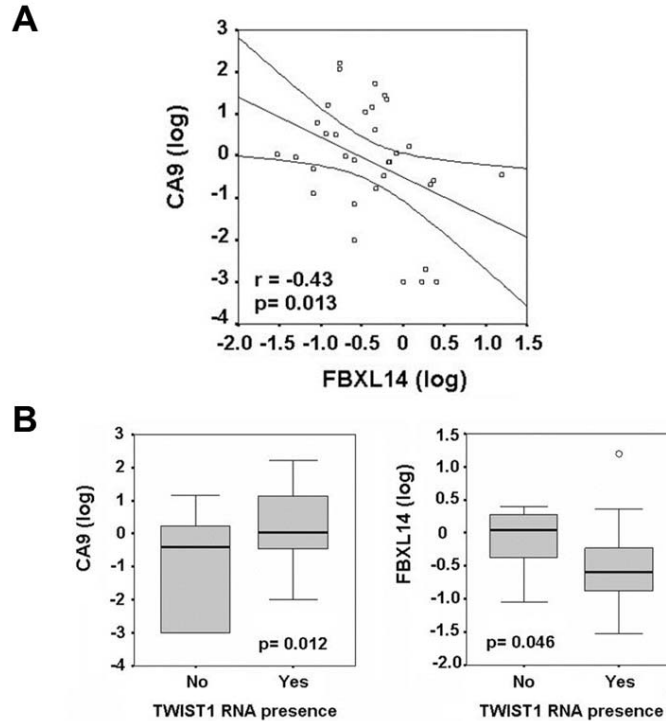 A
CA9 (log)
3
2
1
0
-1
-2
-3
-4
r = -0.43
p= 0.013
-2.0 -1.5 -1.0 -0.5 0 0.5 1.0 1.5
FBXL14 (log)
B
CA9 (log)
3
2
1
0
-1
-2
-3
-4
p= 0.012
No Yes
TWIST1 RNA presence
FBXL14 (log)
1.5
1.0
0.5
0
-0.5
-1.0
-1.5
-2.0
p= 0.046
No Yes
TWIST1 RNA presence